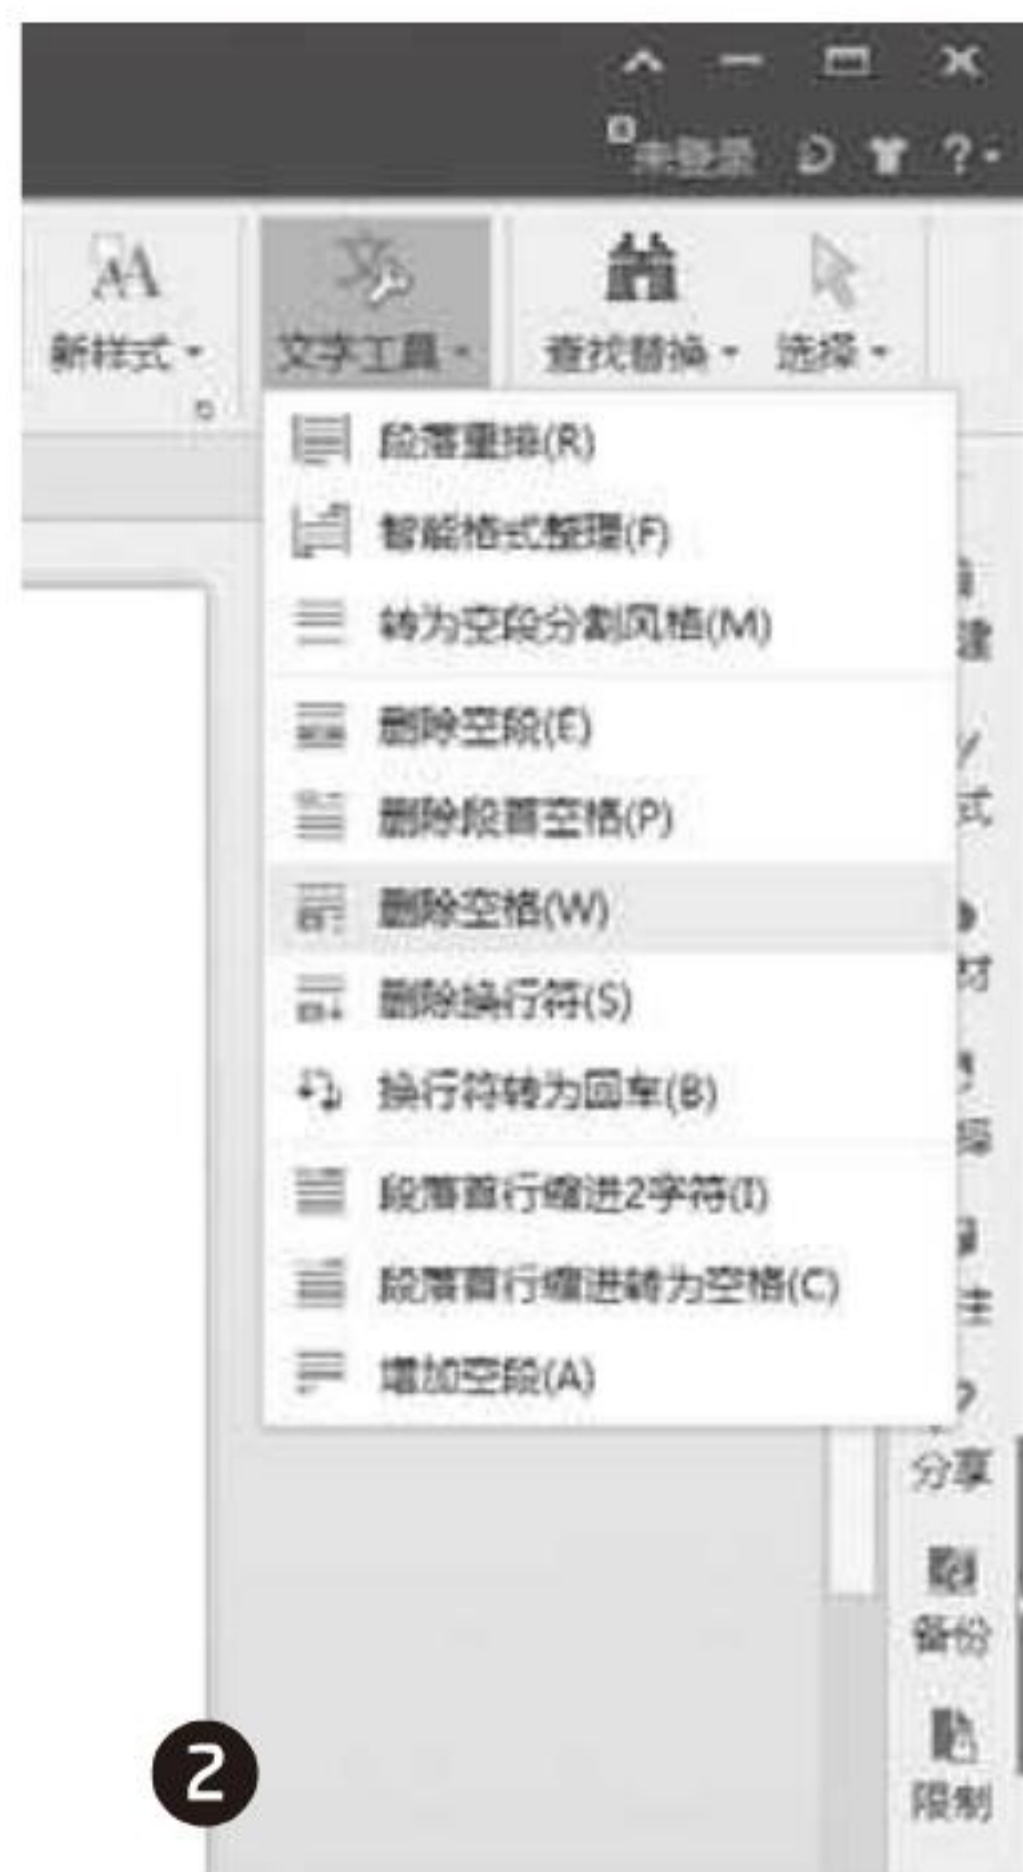 未登录 ?
新样式 文字工具 查找替换 选择
段落重排(R)
智能格式整理(F)
转为空段分割风格(M)
删除空段(E)
删除段首空格(P)
删除空格(W)
删除换行符(S)
换行符转为回车(B)
段落首行缩进2字符(I)
段落首行缩进转为空格(C)
增加空段(A)
式
分享
备份
限制
2